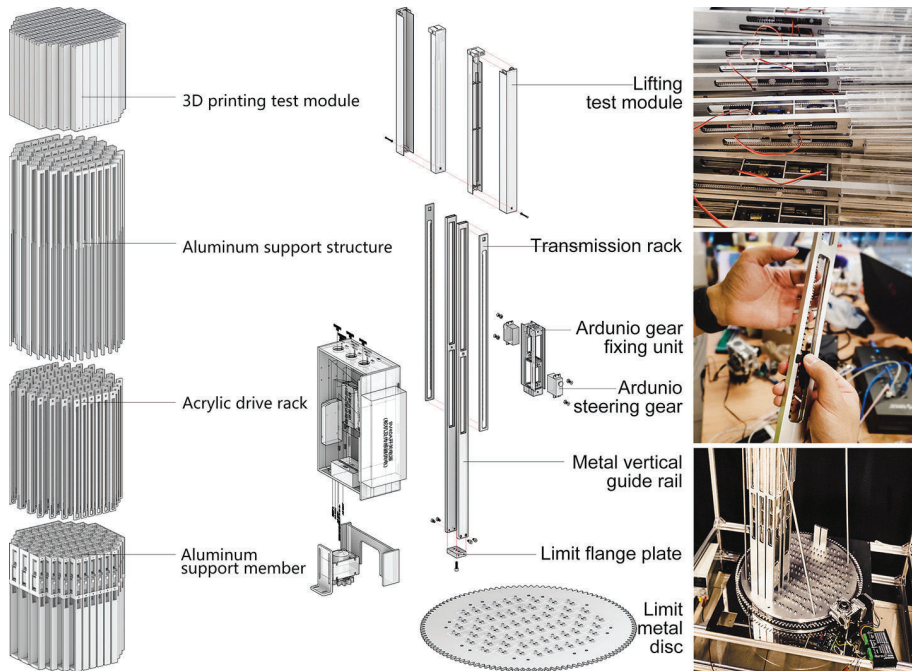 3D printing test module
Aluminum support structure
Acrylic drive rack
Aluminum
support member
Lifting
test module
Transmission rack
Ardunio gear
fixing unit
Ardunio
steering gear
Metal vertical
guide rail
Limit flange plate
Limit
metal disc